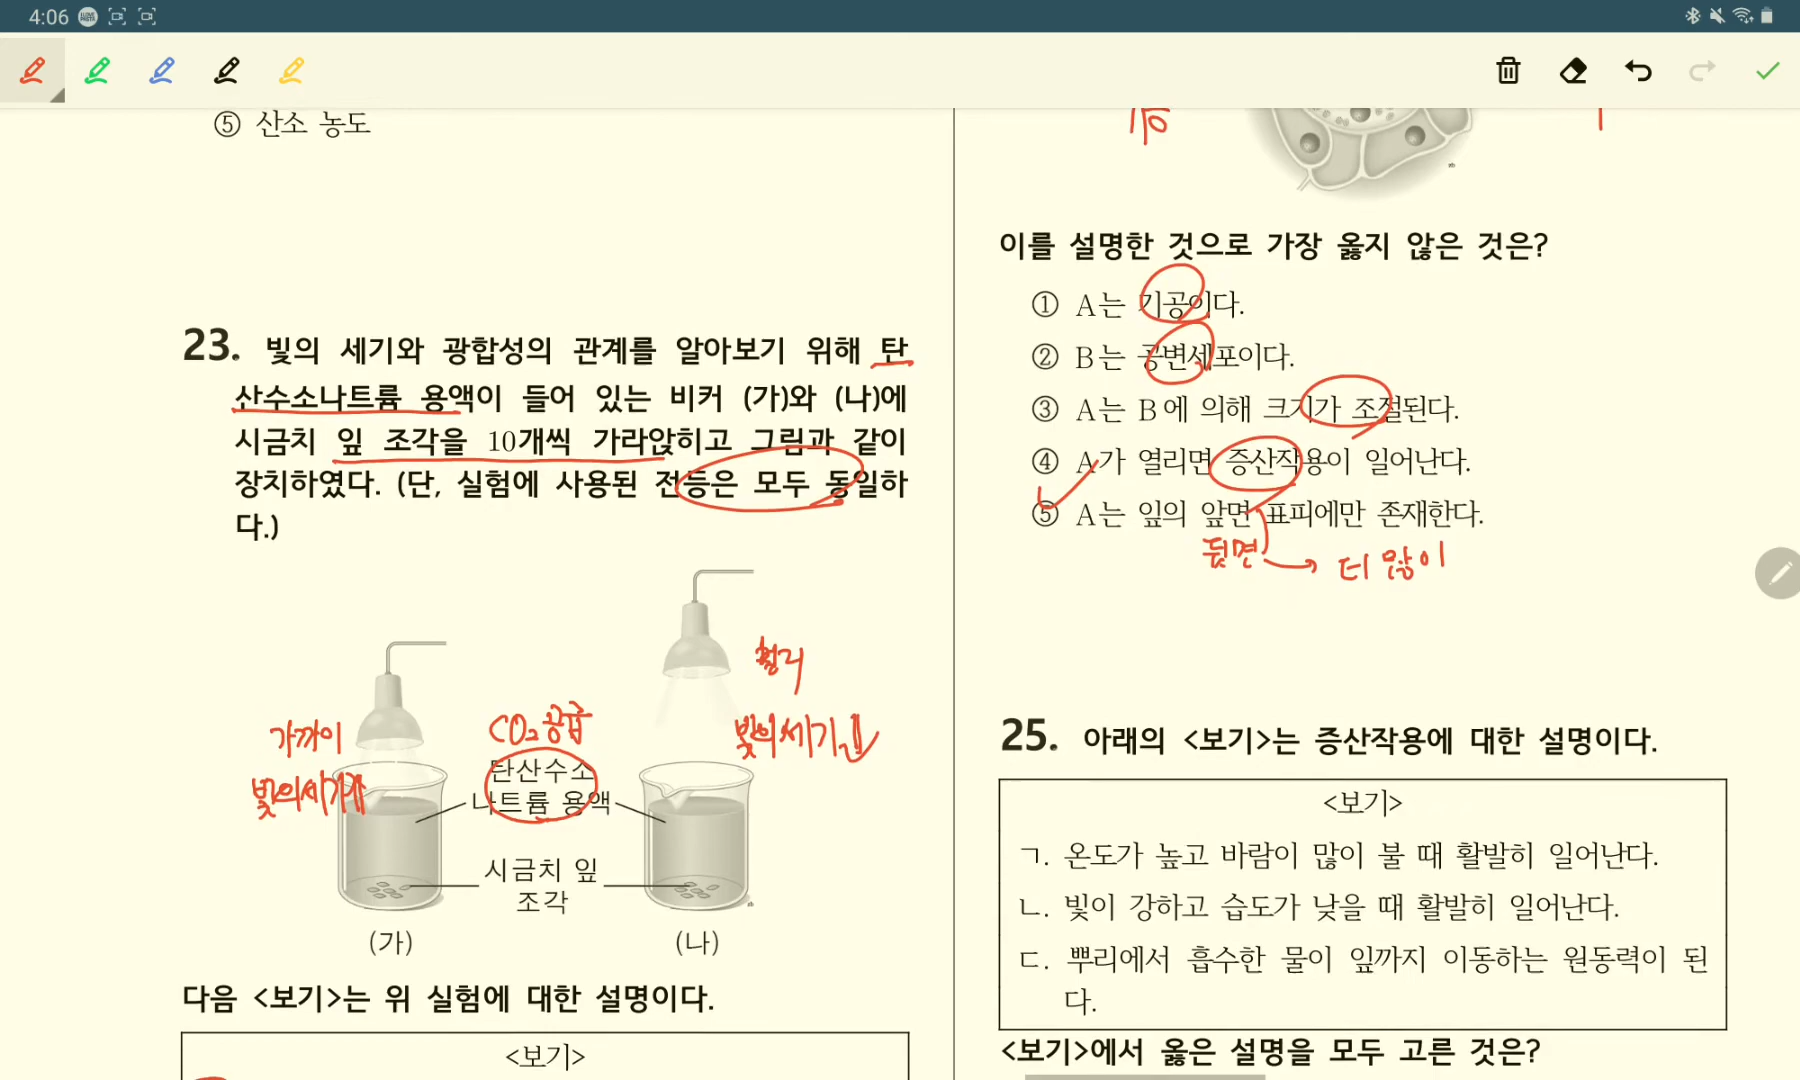 4:06
⑤ 산소 농도
23. 빛의 세기와 광합성의 관계를 알아보기 위해 탄
산수소나트륨 용액이 들어 있는 비커 (가)와 (나)에
시금치 잎 조각을 10개씩 가라앉히고 그림과 같이
장치하였다. (단, 실험에 사용된 전등은 모두 동일하
다.)
가까이
빛의세기
CO₂ 공급
멀리
빛의세기
탄산수소
나트륨 용액
시금치 잎
조각
(가)
(나)
다음 <보기>는 위 실험에 대한 설명이다.
<보기>
이를 설명한 것으로 가장 옳지 않은 것은?
① A는 기공이다.
② B는 공변세포이다.
③ A는 B에 의해 크기가 조절된다.
④ A가 열리면 증산작용이 일어난다.
⑤ A는 잎의 앞면 표피에만 존재한다.
뒷면 → 더 많이
25. 아래의 <보기>는 증산작용에 대한 설명이다.
<보기>
ㄱ. 온도가 높고 바람이 많이 불 때 활발히 일어난다.
ㄴ. 빛이 강하고 습도가 낮을 때 활발히 일어난다.
ㄷ. 뿌리에서 흡수한 물이 잎까지 이동하는 원동력이 된
다.
<보기>에서 옳은 설명을 모두 고른 것은?